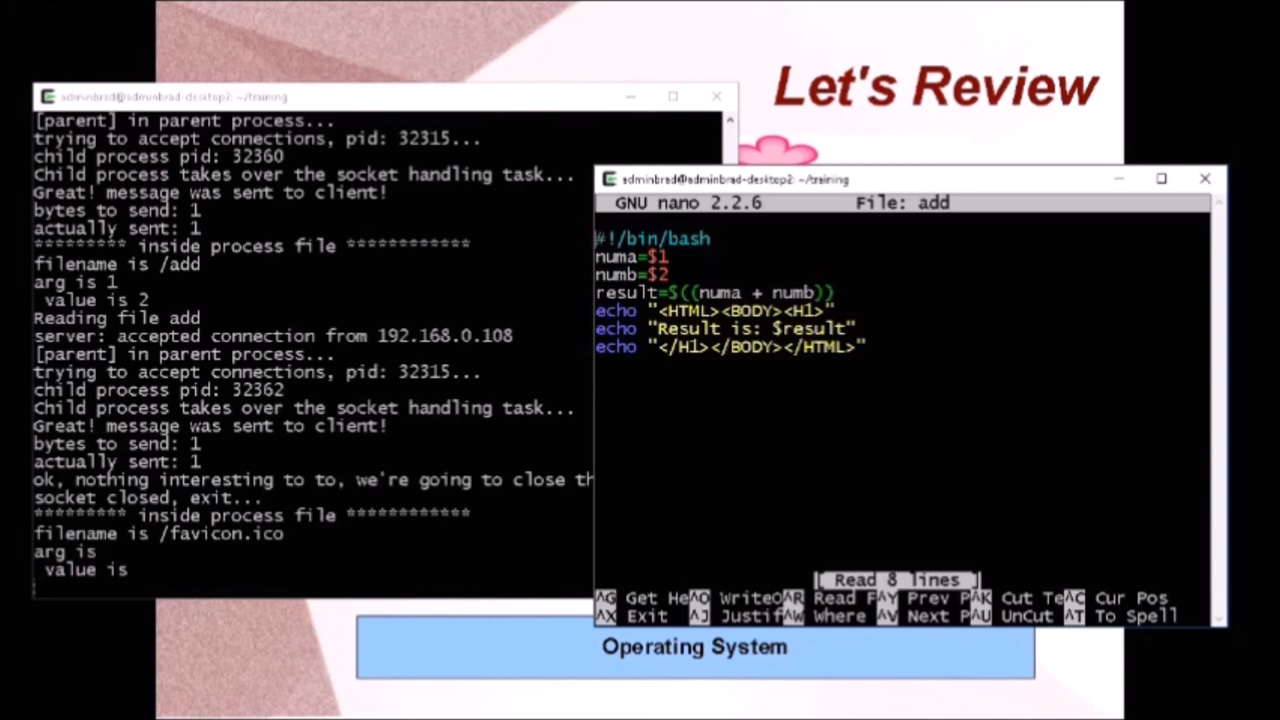 Let's Review
adminbrad@adminbrad-desktop2: ~/training
[parent] in parent process...
trying to accept connections, pid: 32315...
child process pid: 32360
Child process takes over the socket handling task...
Great! message was sent to client!
bytes to send: 1
actually sent: 1
********* inside process file ************
filename is /add
arg is 1
value is 2
Reading file add
server: accepted connection from 192.168.0.108
[parent] in parent process...
trying to accept connections, pid: 32315...
child process pid: 32362
Child process takes over the socket handling task...
Great! message was sent to client!
bytes to send: 1
actually sent: 1
ok, nothing interesting to to, we're going to close th
socket closed, exit...
********* inside process file ************
filename is /favicon.ico
arg is
value is
adminbrad@adminbrad-desktop2: ~/training
GNU nano 2.2.6 File: add
#!/bin/bash
numa=$1
numb=$2
result=$((numa + numb))
echo "<HTML><BODY><H1>"
echo "Result is: $result"
echo "</H1></BODY></HTML>"
[ Read 8 lines ]
^G Get He^O WriteO^R Read F^Y Prev P^K Cut Te^C Cur Pos
^X Exit ^J Justif^W Where ^V Next P^U UnCut ^T To Spell
Operating System